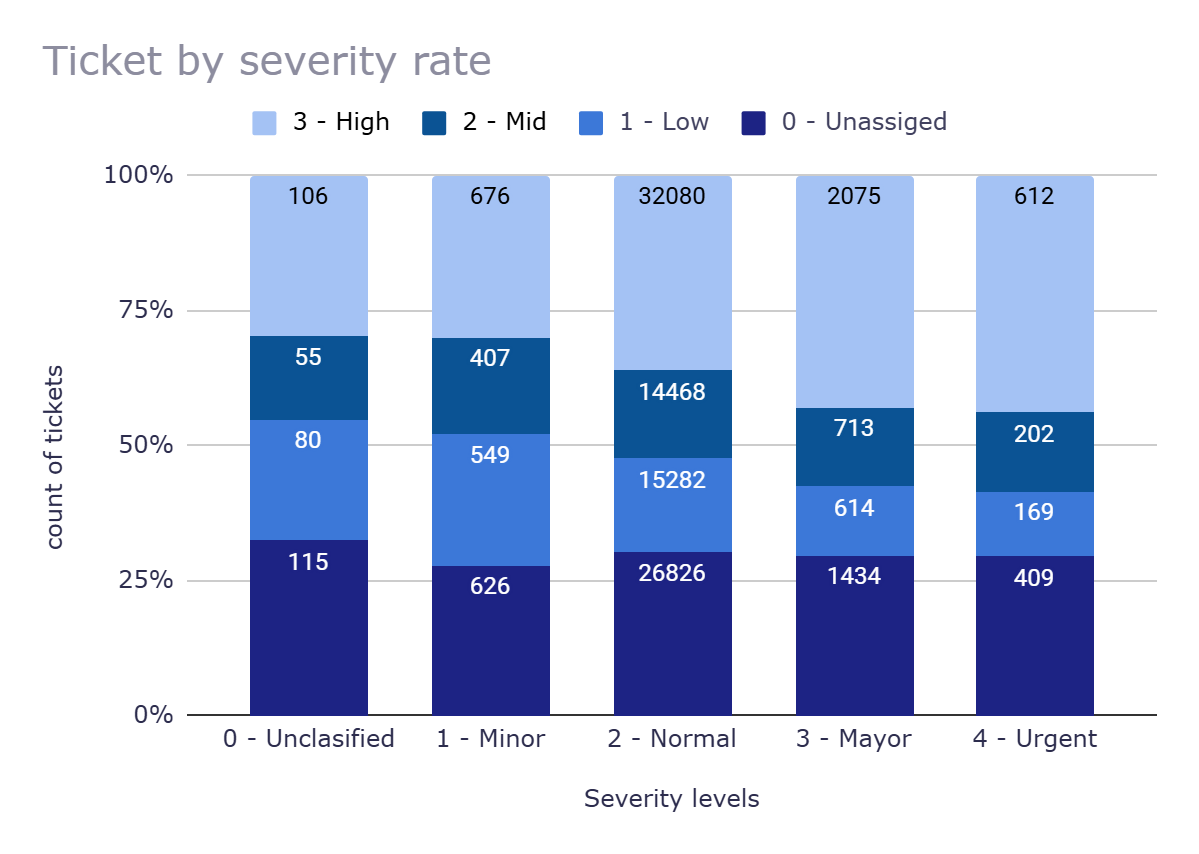 Ticket by severity rate
3 - High 2 - Mid 1 - Low 0 - Unassiged
100%
106 676 32080 2075 612
75%
55 407 14468 713 202
50%
80 549 15282 614 169
25%
115 626 26826 1434 409
0%
count of tickets
0 - Unclasified 1 - Minor 2 - Normal 3 - Mayor 4 - Urgent
Severity levels